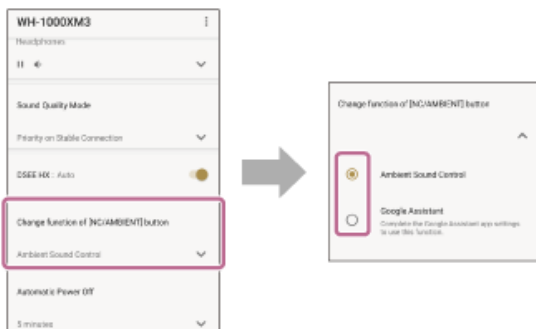 WH-1000XM3
Headphones
Sound Quality Mode
Priority on Stable Connection
DSEE HX : Auto
Change function of [NC/AMBIENT] button
Ambient Sound Control
Automatic Power Off
5 minutes
Change function of [NC/AMBIENT] button
Ambient Sound Control
Google Assistant
Complete the Google Assistant app settings
to use this function.